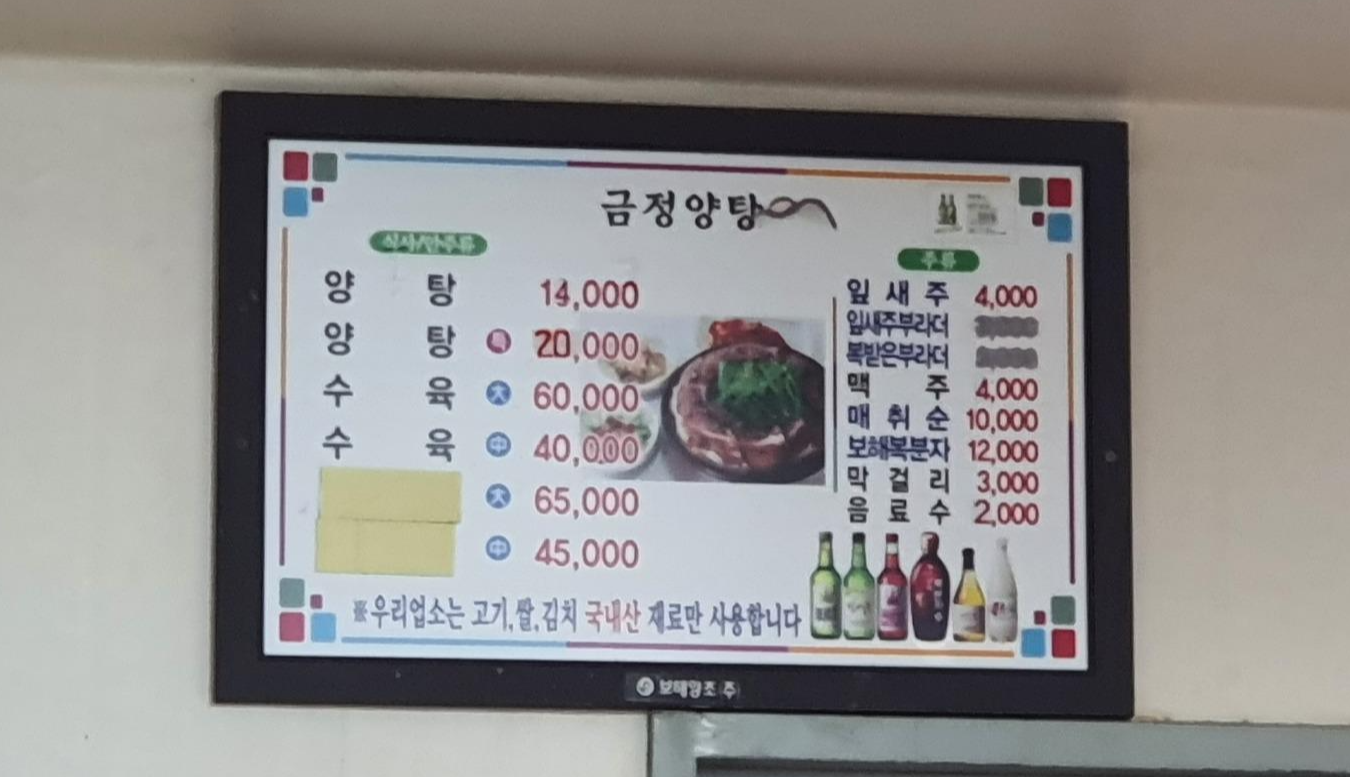 금정양탕
식사/안주류
양 탕 14,000
양 탕 특 20,000
수 육 大 60,000
수 육 中 40,000
大 65,000
中 45,000
주류
잎새주 4,000
잎새주부라더
복받은부라더
맥 주 4,000
매취순 10,000
보해복분자 12,000
막걸리 3,000
음료수 2,000
※우리업소는 고기,쌀,김치 국내산 재료만 사용합니다
보해양조(주)